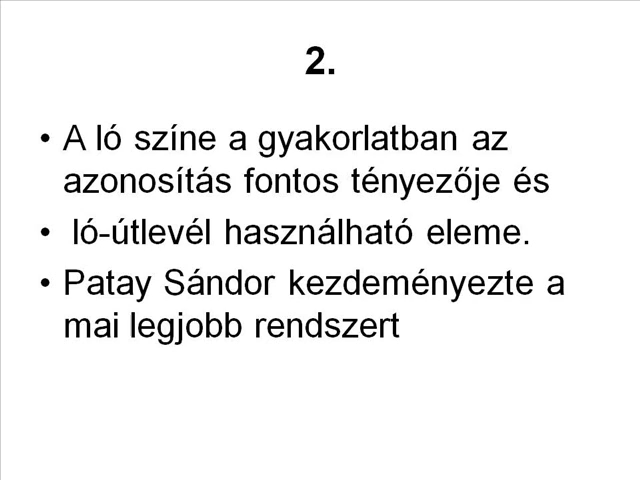 2.
• A ló színe a gyakorlatban az
azonosítás fontos tényezője és
• ló-útlevél használható eleme.
• Patay Sándor kezdeményezte a
mai legjobb rendszert